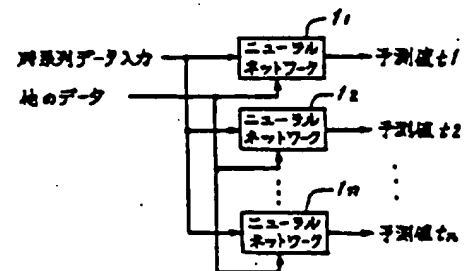 1₁
時系列データ入力
ニューラル
ネットワーク
予測値 t1
他のデータ
1₂
ニューラル
ネットワーク
予測値 t2
1n
ニューラル
ネットワーク
予測値 tn